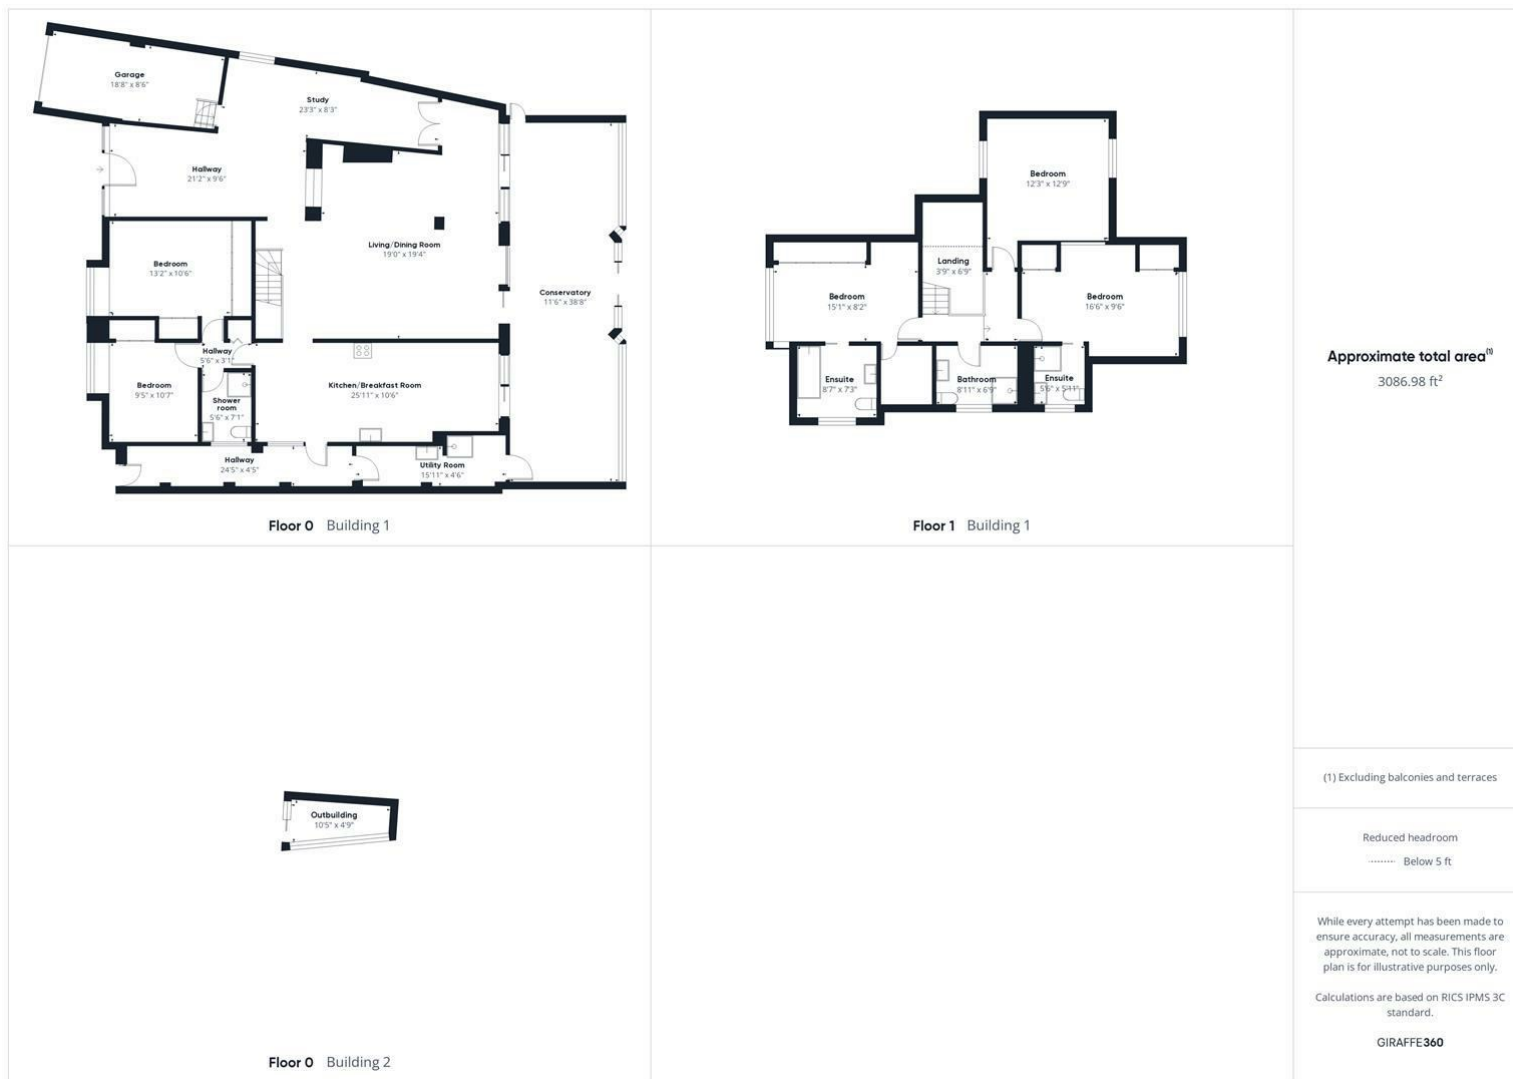 Garage
18'8" x 8'6"
Study
23'3" x 8'3"
Hallway
21'2" x 9'6"
Living/Dining Room
19'0" x 19'4"
Bedroom
13'2" x 10'6"
Conservatory
11'6" x 38'8"
Hallway
5'6" x 3'1"
Bedroom
9'5" x 10'7"
Kitchen/Breakfast Room
25'11" x 10'6"
Shower
room
5'6" x 7'1"
Hallway
24'5" x 4'5"
Utility Room
15'11" x 4'6"
Floor 0 Building 1
Bedroom
12'3" x 12'9"
Landing
3'9" x 6'9"
Bedroom
15'1" x 8'2"
Bedroom
16'6" x 9'6"
Ensuite
8'7" x 7'3"
Bathroom
8'11" x 6'9"
Ensuite
5'6" x 5'11"
Floor 1 Building 1
Outbuilding
10'5" x 4'9"
Floor 0 Building 2
Approximate total area(1)
3086.98 ft²
(1) Excluding balconies and terraces
Reduced headroom
Below 5 ft
While every attempt has been made to
ensure accuracy, all measurements are
approximate, not to scale. This floor
plan is for illustrative purposes only.
Calculations are based on RICS IPMS 3C
standard.
GIRAFFE360